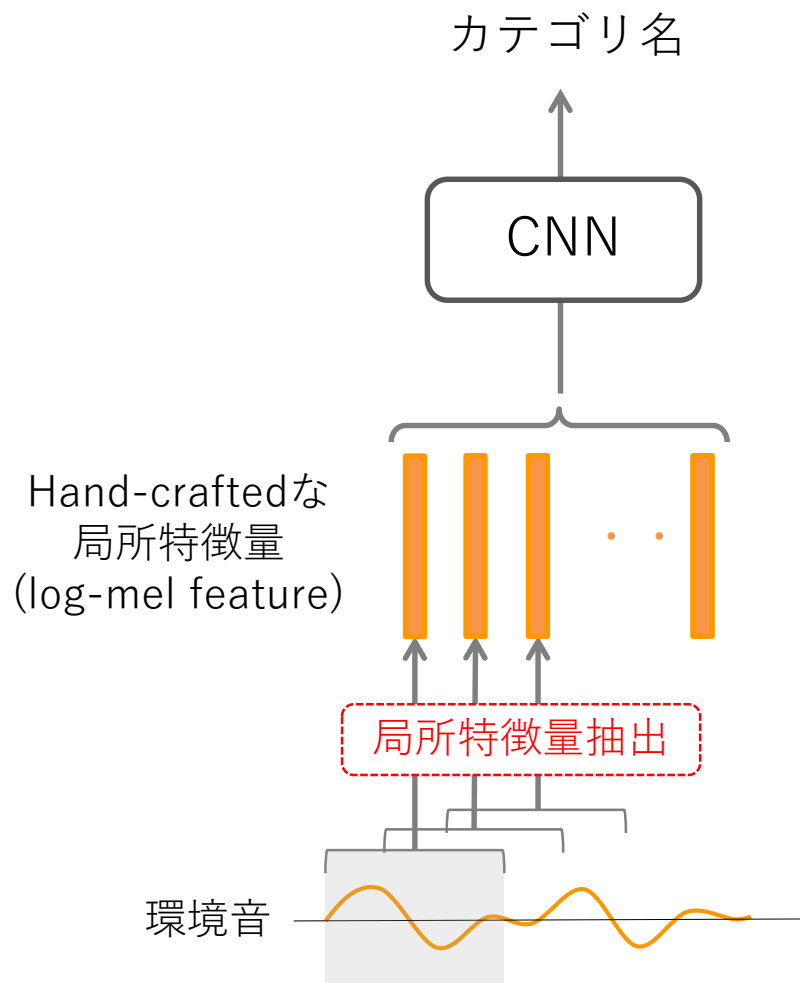 カテゴリ名
CNN
Hand-craftedな
局所特徴量
(log-mel feature)
局所特徴量抽出
環境音